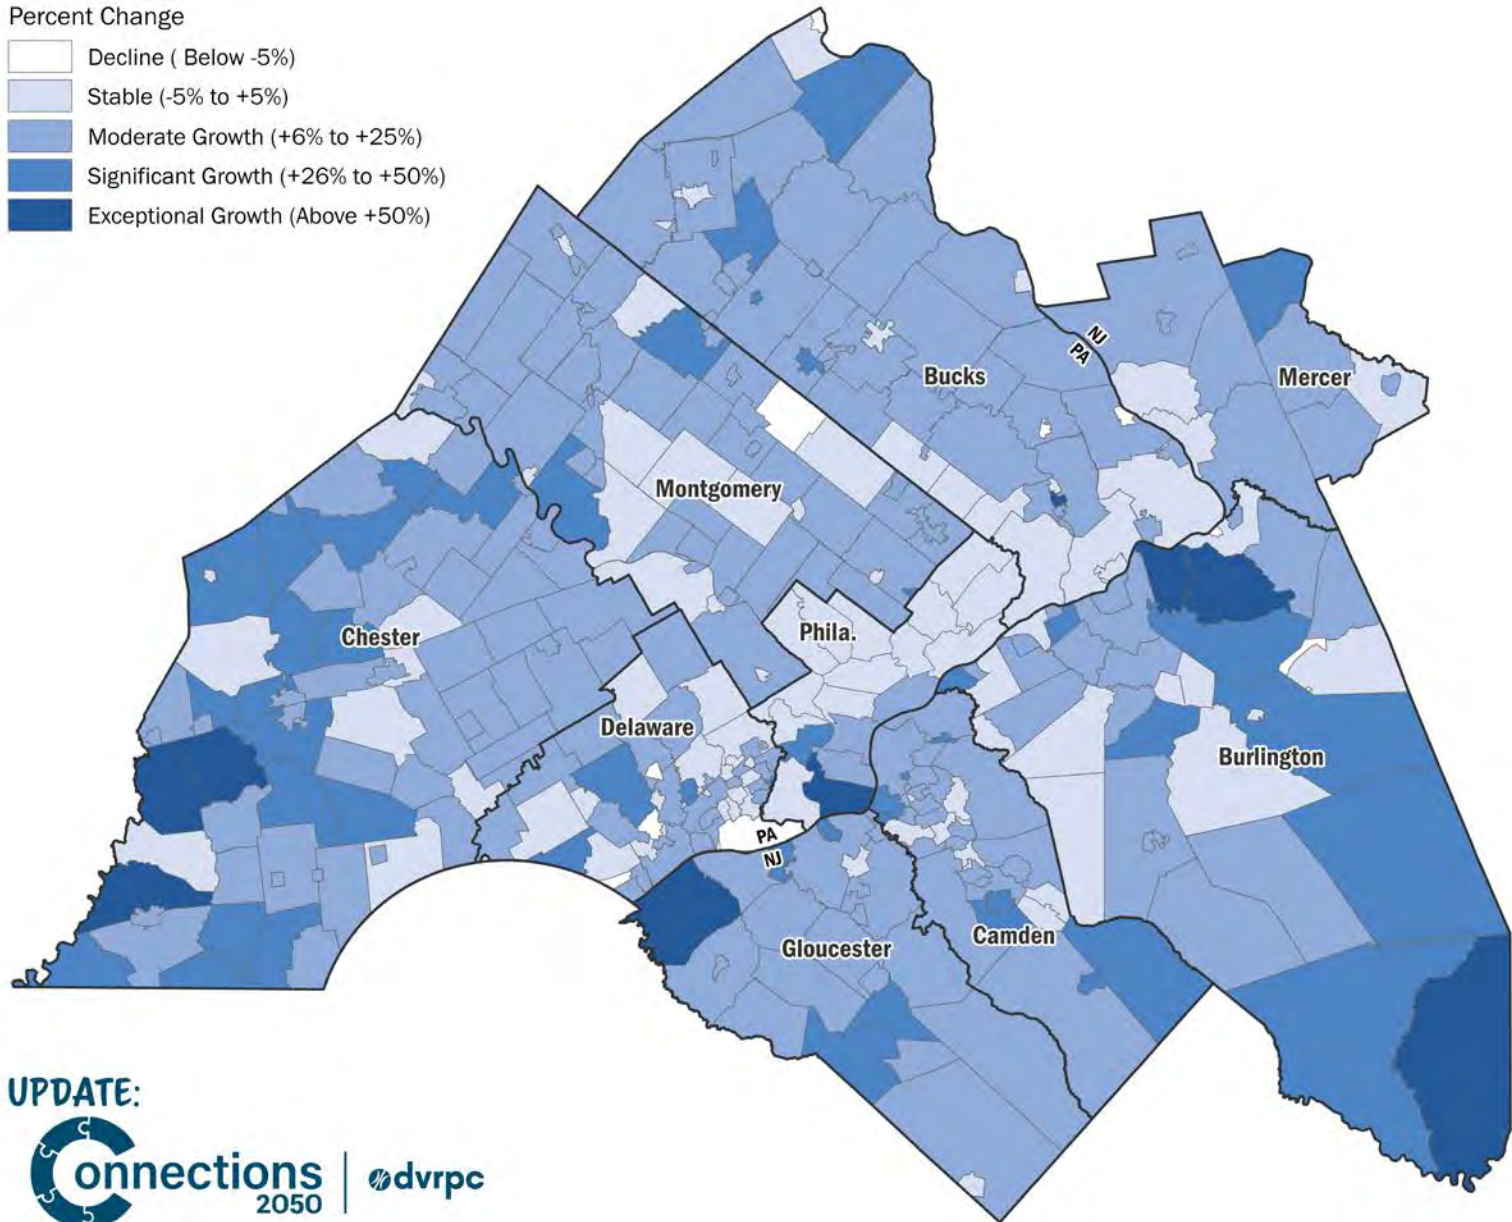 Percent Change
Decline ( Below -5%)
Stable (-5% to +5%)
Moderate Growth (+6% to +25%)
Significant Growth (+26% to +50%)
Exceptional Growth (Above +50%)
NJ
PA
Bucks
Mercer
Montgomery
Chester
Phila.
Delaware
Burlington
PA
NJ
Camden
Gloucester
UPDATE:
Connections
2050
dvrpc